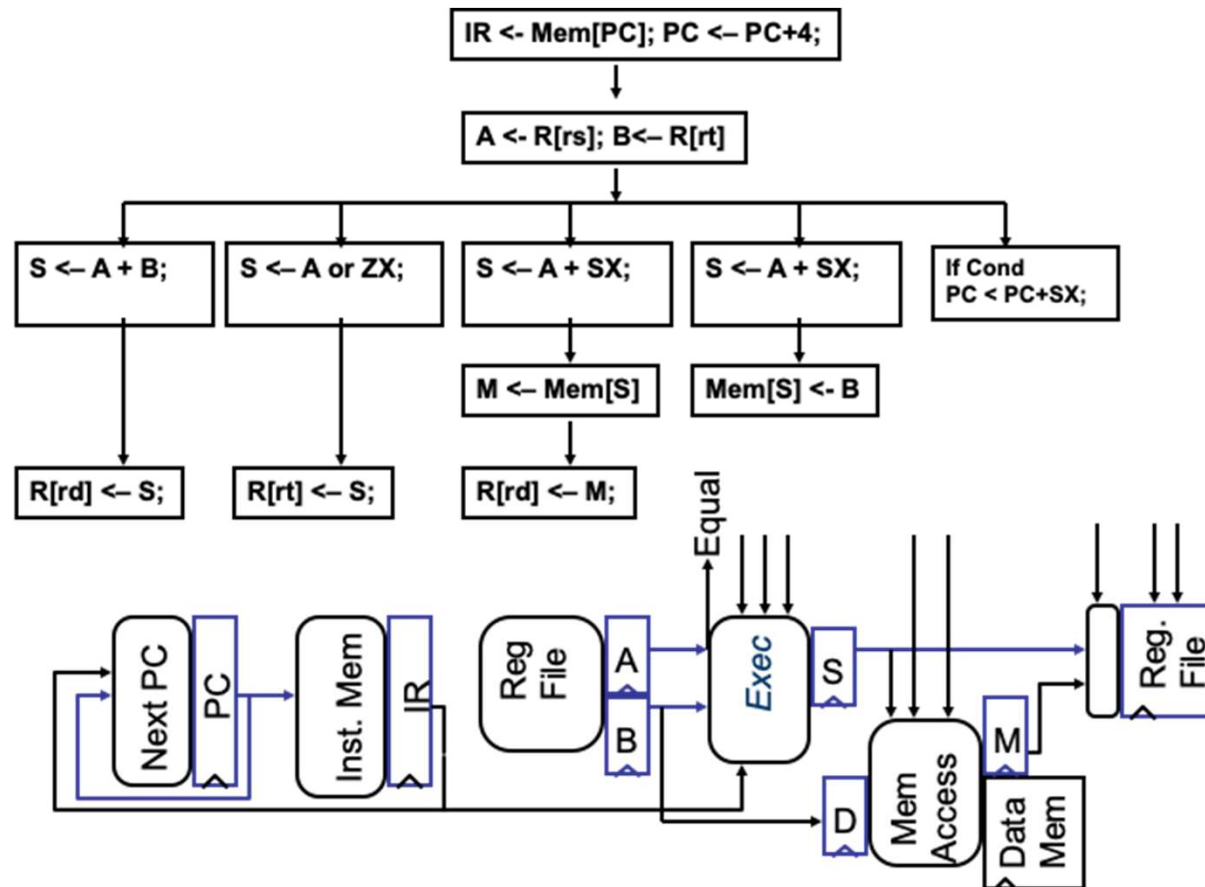 IR <- Mem[PC]; PC <– PC+4;
A <- R[rs]; B<– R[rt]
S <– A + B;
S <– A or ZX;
S <– A + SX;
S <– A + SX;
If Cond
PC < PC+SX;
M <– Mem[S]
Mem[S] <- B
R[rd] <– S;
R[rt] <– S;
R[rd] <– M;
Equal
Next PC
PC
Inst. Mem
IR
Reg
File
A
B
Exec
S
Mem
Access
D
M
Data
Mem
Reg.
File